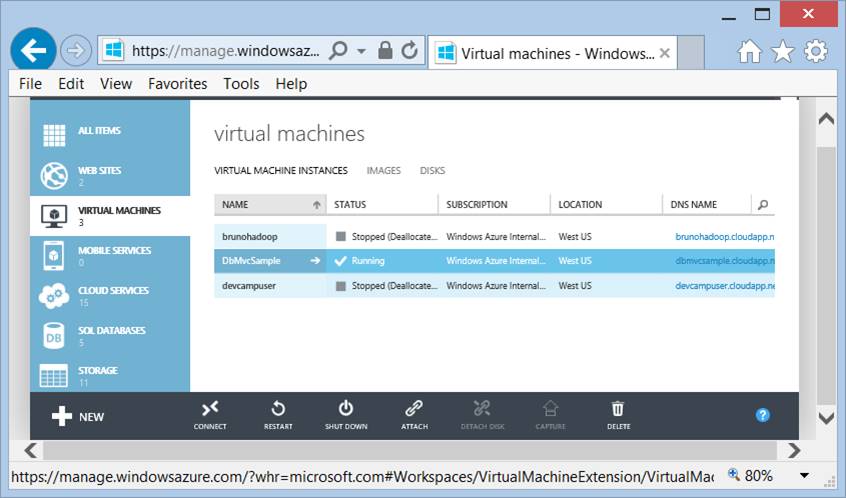 https://manage.windowsaz...
Virtual machines - Windows...
File Edit View Favorites Tools Help
ALL ITEMS
WEB SITES
2
VIRTUAL MACHINES
3
MOBILE SERVICES
0
CLOUD SERVICES
15
DB
SQL DATABASES
5
STORAGE
11
virtual machines
VIRTUAL MACHINE INSTANCES IMAGES DISKS
NAME STATUS SUBSCRIPTION LOCATION DNS NAME
brunohadoop Stopped (Deallocate... Windows Azure Internal... West US brunohadoop.cloudapp.ne
DbMvcSample Running Windows Azure Internal... West US dbmvcsample.cloudapp.n
devcampuser Stopped (Deallocate... Windows Azure Internal... West US devcampuser.cloudapp.ne
NEW CONNECT RESTART SHUT DOWN ATTACH DETACH DISK CAPTURE DELETE ?
https://manage.windowsazure.com/?whr=microsoft.com#Workspaces/VirtualMachineExtension/VirtualMac 80%